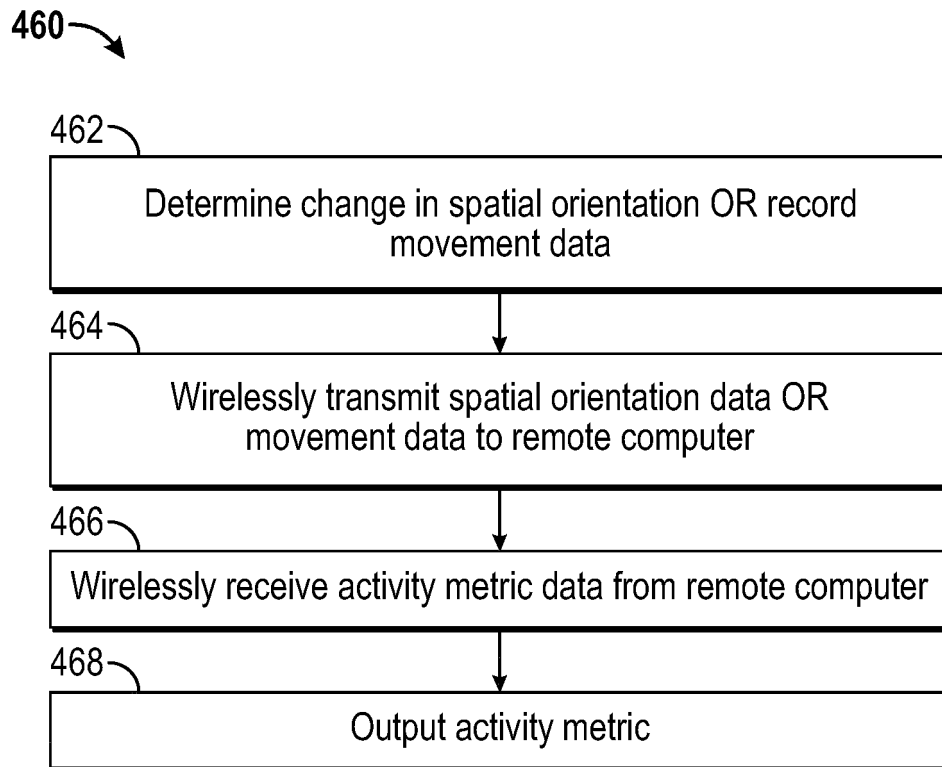 460
462
Determine change in spatial orientation OR record
movement data
464
Wirelessly transmit spatial orientation data OR
movement data to remote computer
466
Wirelessly receive activity metric data from remote computer
468
Output activity metric